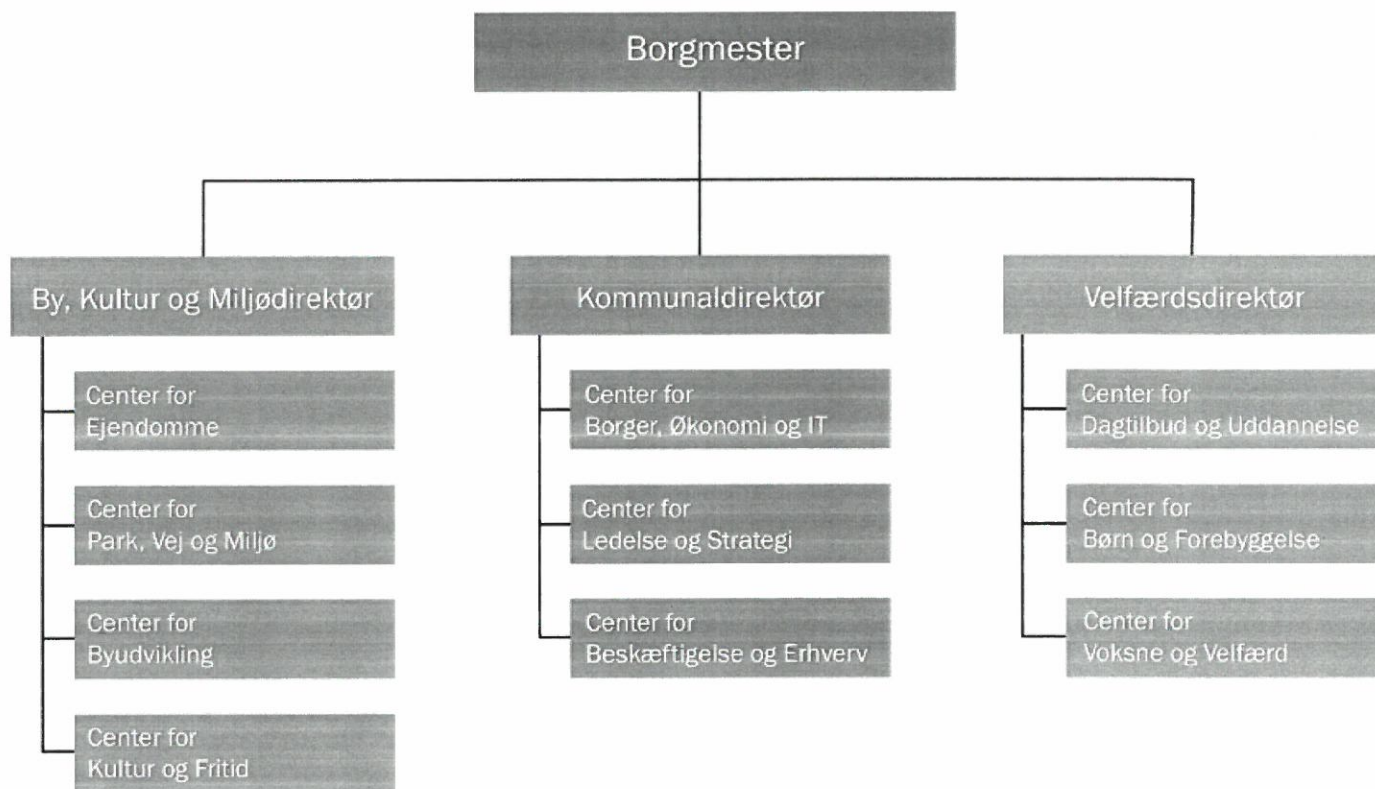 Borgmester
By, Kultur og Miljødirektør
Center for
Ejendomme
Center for
Park, Vej og Miljø
Center for
Byudvikling
Center for
Kultur og Fritid
Kommunaldirektør
Center for
Borger, Økonomi og IT
Center for
Ledelse og Strategi
Center for
Beskæftigelse og Erhverv
Velfærdsdirektør
Center for
Dagtilbud og Uddannelse
Center for
Børn og Forebyggelse
Center for
Voksne og Velfærd